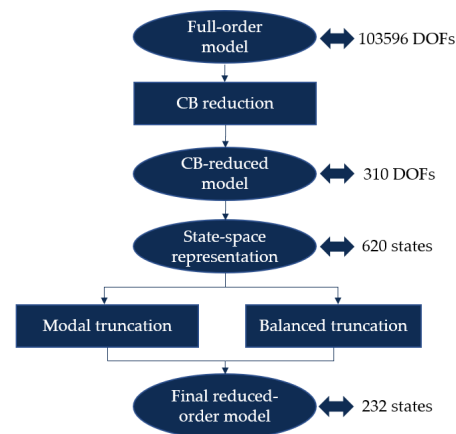 Full-order
model
103596 DOFs
CB reduction
CB-reduced
model
310 DOFs
State-space
representation
620 states
Modal truncation
Balanced truncation
Final reduced-
order model
232 states